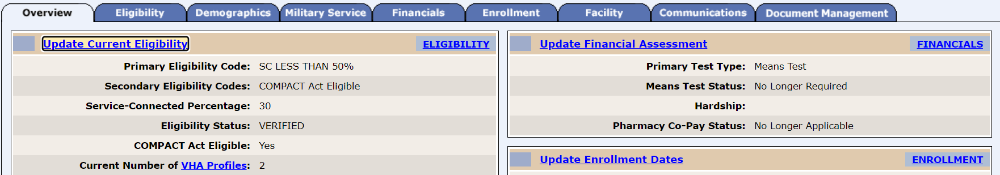 Overview Eligibility Demographics Military Service Financials Enrollment Facility Communications Document Management
Update Current Eligibility ELIGIBILITY
Primary Eligibility Code: SC LESS THAN 50%
Secondary Eligibility Codes: COMPACT Act Eligible
Service-Connected Percentage: 30
Eligibility Status: VERIFIED
COMPACT Act Eligible: Yes
Current Number of VHA Profiles: 2
Update Financial Assessment FINANCIALS
Primary Test Type: Means Test
Means Test Status: No Longer Required
Hardship:
Pharmacy Co-Pay Status: No Longer Applicable
Update Enrollment Dates ENROLLMENT